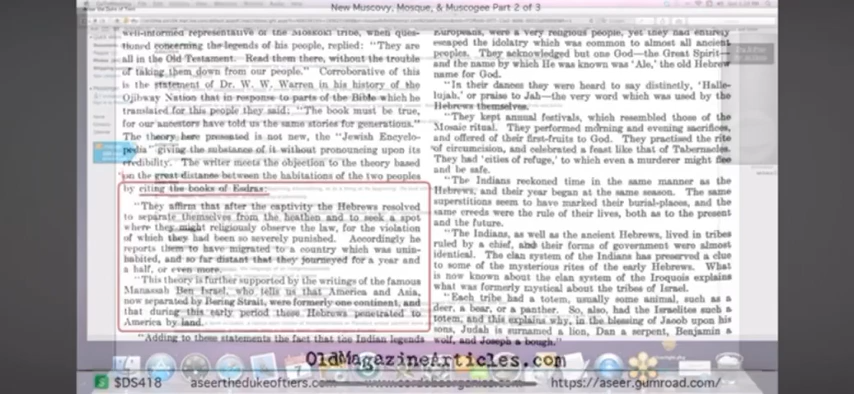 New Muscovy, Mosque, & Muscogee Part 2 of 3
well-informed representative of the tribe, when ques-
tioned concerning the legends of his people, replied: "They are
all in the Old Testament. Read them there, without the trouble
of taking them down from our people." Corroborative of this
is the statement of Dr. W. W. Warren in his history of the
Ojibway Nation that in response to parts of the Bible which he
translated for this people they said: "The book must be true,
for our ancestors have told us the same stories for generations."
The theory here presented is not new, the "Jewish Encyclo-
pedia" giving the substance of it without pronouncing upon its
credibility. The writer meets the objection to the theory based
on the great distance between the habitations of the two peoples
by citing the books of Esdras:
"They affirm that after the captivity the Hebrews resolved
to separate themselves from the heathen and to seek a spot
where they might religiously observe the law, for the violation
of which they had been so severely punished. Accordingly he
reports them to have migrated to a country which was unin-
habited, and so far distant that they journeyed for a year and
a half, or even more.
"This theory is further supported by the writings of the famous
Manasseh Ben Israel, who tells us that America and Asia,
now separated by Bering Strait, were formerly one continent, and
that during this early period these Hebrews penetrated to
America by land.
"Adding to these statements the fact that the Indian legends
Europeans, were a very religious people, yet they had entirely
escaped the idolatry which was common to almost all ancient
peoples. They acknowledged but one God—the Great Spirit—
and the name by which He was known was 'Ale,' the old Hebrew
name for God.
"In their dances they were heard to say distinctly, 'Halle-
lujah,' or praise to Jah—the very word which was used by the
Hebrews themselves.
"They kept annual festivals, which resembled those of the
Mosaic ritual. They performed morning and evening sacrifices,
and offered of their first-fruits to God. They practised the rite
of circumcision, and celebrated a feast like that of Tabernacles.
They had 'cities of refuge,' to which even a murderer might flee
and be safe.
"The Indians reckoned time in the same manner as the
Hebrews, and their year began at the same season. The same
superstitions seem to have marked their burial-places, and the
same creeds were the rule of their lives, both as to the present
and the future.
"The Indians, as well as the ancient Hebrews, lived in tribes
ruled by a chief, and their forms of government were almost
identical. The clan system of the Indians has preserved a clue
to some of the mysterious rites of the early Hebrews. What
is now known about the clan system of the Iroquois explains
what was formerly mystical about the tribes of Israel.
"Each tribe had a totem, usually some animal, such as a
deer, a bear, or a panther. So, also, had the Israelites such a
totem, and this explains why, in the blessing of Jacob upon his
sons, Judah is surnamed a lion, Dan a serpent, Benjamin a
wolf, and Joseph a bough."
OldMagazineArticles.com
$DS418 aseerthedukeoftiers.com https://aseer.gumroad.com/